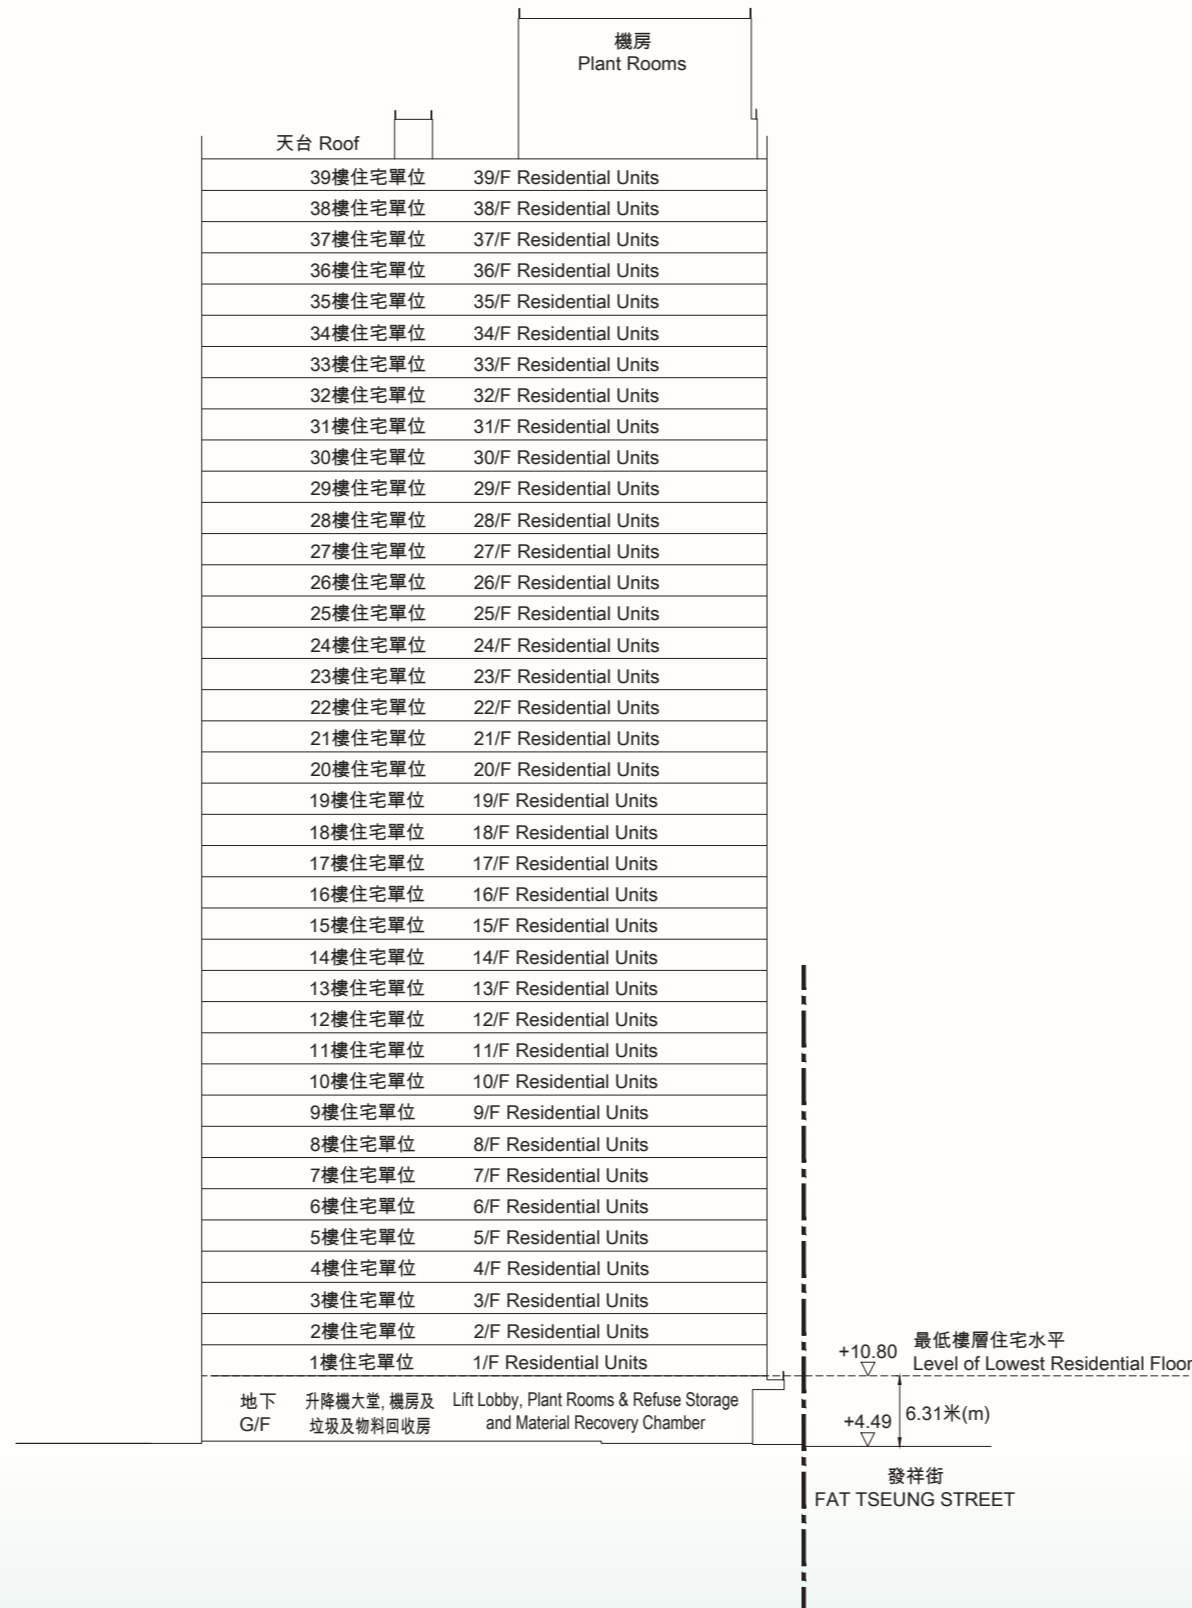 機房
Plant Rooms
天台 Roof
39樓住宅單位 39/F Residential Units
38樓住宅單位 38/F Residential Units
37樓住宅單位 37/F Residential Units
36樓住宅單位 36/F Residential Units
35樓住宅單位 35/F Residential Units
34樓住宅單位 34/F Residential Units
33樓住宅單位 33/F Residential Units
32樓住宅單位 32/F Residential Units
31樓住宅單位 31/F Residential Units
30樓住宅單位 30/F Residential Units
29樓住宅單位 29/F Residential Units
28樓住宅單位 28/F Residential Units
27樓住宅單位 27/F Residential Units
26樓住宅單位 26/F Residential Units
25樓住宅單位 25/F Residential Units
24樓住宅單位 24/F Residential Units
23樓住宅單位 23/F Residential Units
22樓住宅單位 22/F Residential Units
21樓住宅單位 21/F Residential Units
20樓住宅單位 20/F Residential Units
19樓住宅單位 19/F Residential Units
18樓住宅單位 18/F Residential Units
17樓住宅單位 17/F Residential Units
16樓住宅單位 16/F Residential Units
15樓住宅單位 15/F Residential Units
14樓住宅單位 14/F Residential Units
13樓住宅單位 13/F Residential Units
12樓住宅單位 12/F Residential Units
11樓住宅單位 11/F Residential Units
10樓住宅單位 10/F Residential Units
9樓住宅單位 9/F Residential Units
8樓住宅單位 8/F Residential Units
7樓住宅單位 7/F Residential Units
6樓住宅單位 6/F Residential Units
5樓住宅單位 5/F Residential Units
4樓住宅單位 4/F Residential Units
3樓住宅單位 3/F Residential Units
2樓住宅單位 2/F Residential Units
1樓住宅單位 1/F Residential Units
+10.80
最低樓層住宅水平
Level of Lowest Residential Floor
地下
G/F
升降機大堂, 機房及
垃圾及物料回收房
Lift Lobby, Plant Rooms & Refuse Storage
and Material Recovery Chamber
+4.49
6.31米(m)
發祥街
FAT TSEUNG STREET